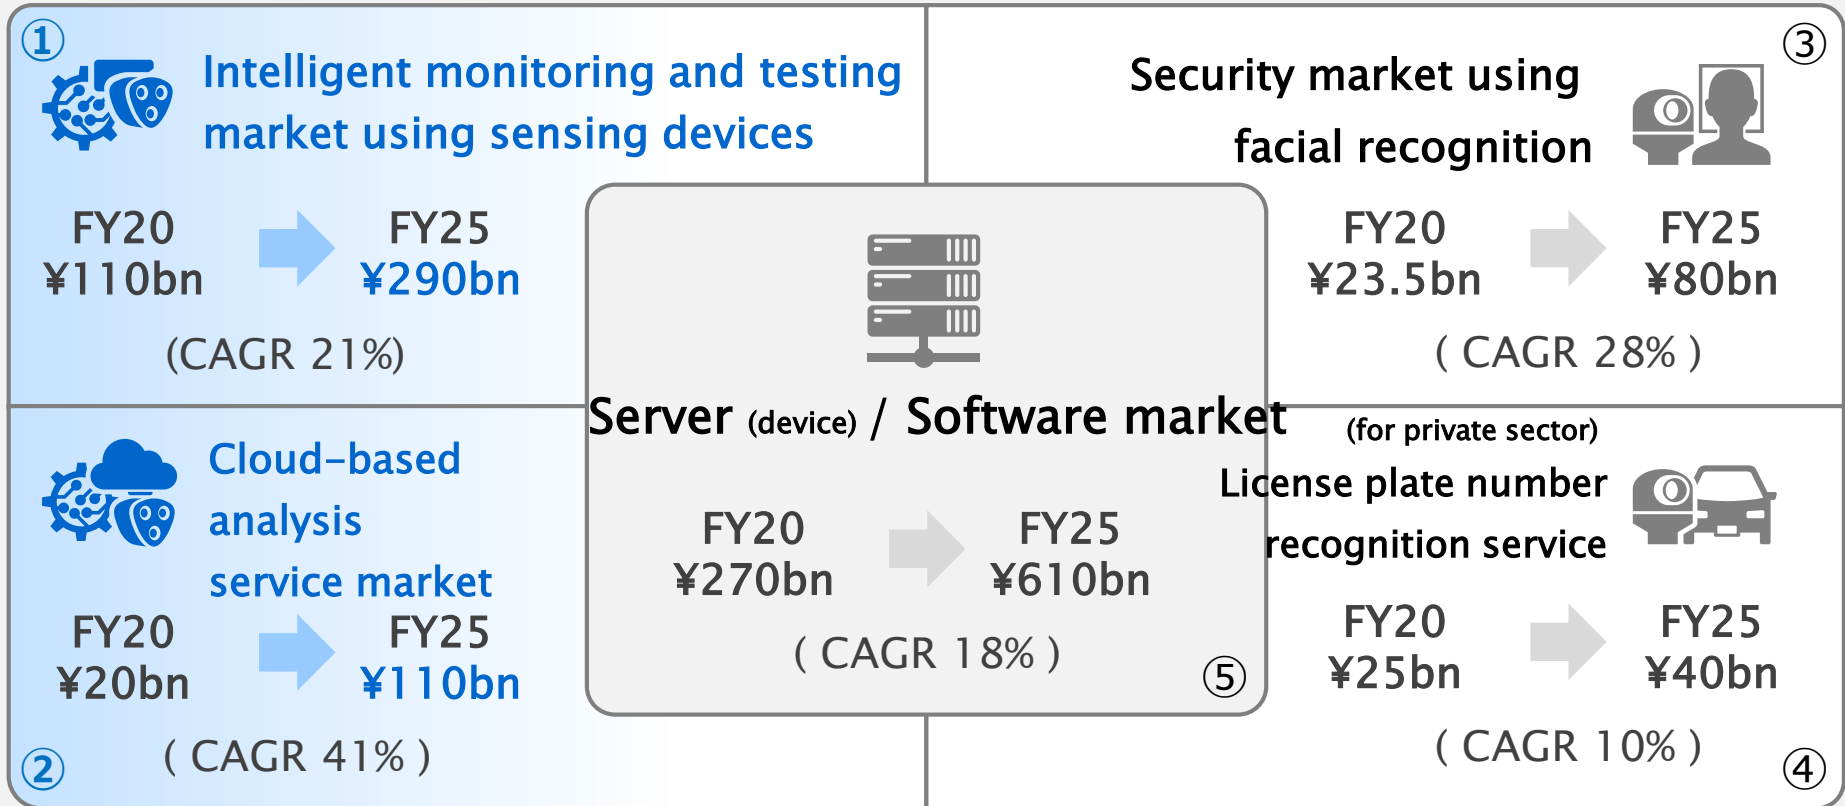 ①
Intelligent monitoring and testing
market using sensing devices
FY20
¥110bn
FY25
¥290bn
(CAGR 21%)
②
Cloud-based
analysis
service market
FY20
¥20bn
FY25
¥110bn
( CAGR 41% )
③
Security market using
facial recognition
FY20
¥23.5bn
FY25
¥80bn
( CAGR 28% )
④
(for private sector)
License plate number
recognition service
FY20
¥25bn
FY25
¥40bn
( CAGR 10% )
⑤
Server (device) / Software market
FY20
¥270bn
FY25
¥610bn
( CAGR 18% )